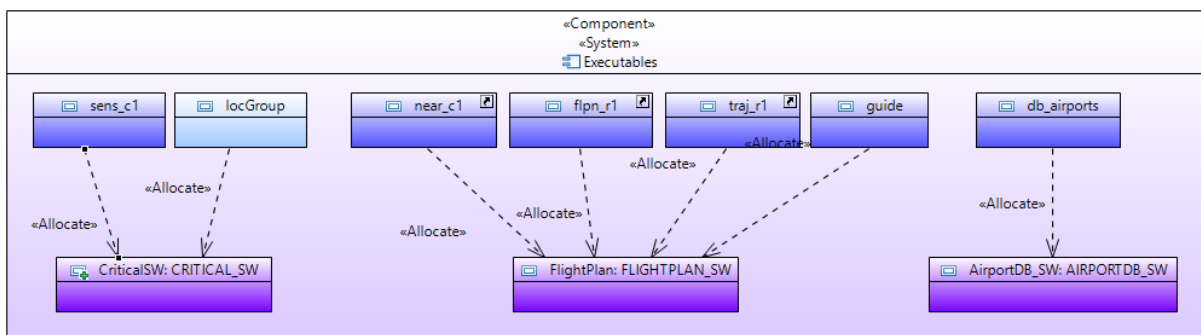 «Component»
«System»
Executables
sens_c1
locGroup
near_c1
flpn_r1
traj_r1
guide
db_airports
«Allocate»
«Allocate»
«Allocate»
«Allocate»
«Allocate»
«Allocate»
«Allocate»
CriticalSW: CRITICAL_SW
FlightPlan: FLIGHTPLAN_SW
AirportDB_SW: AIRPORTDB_SW